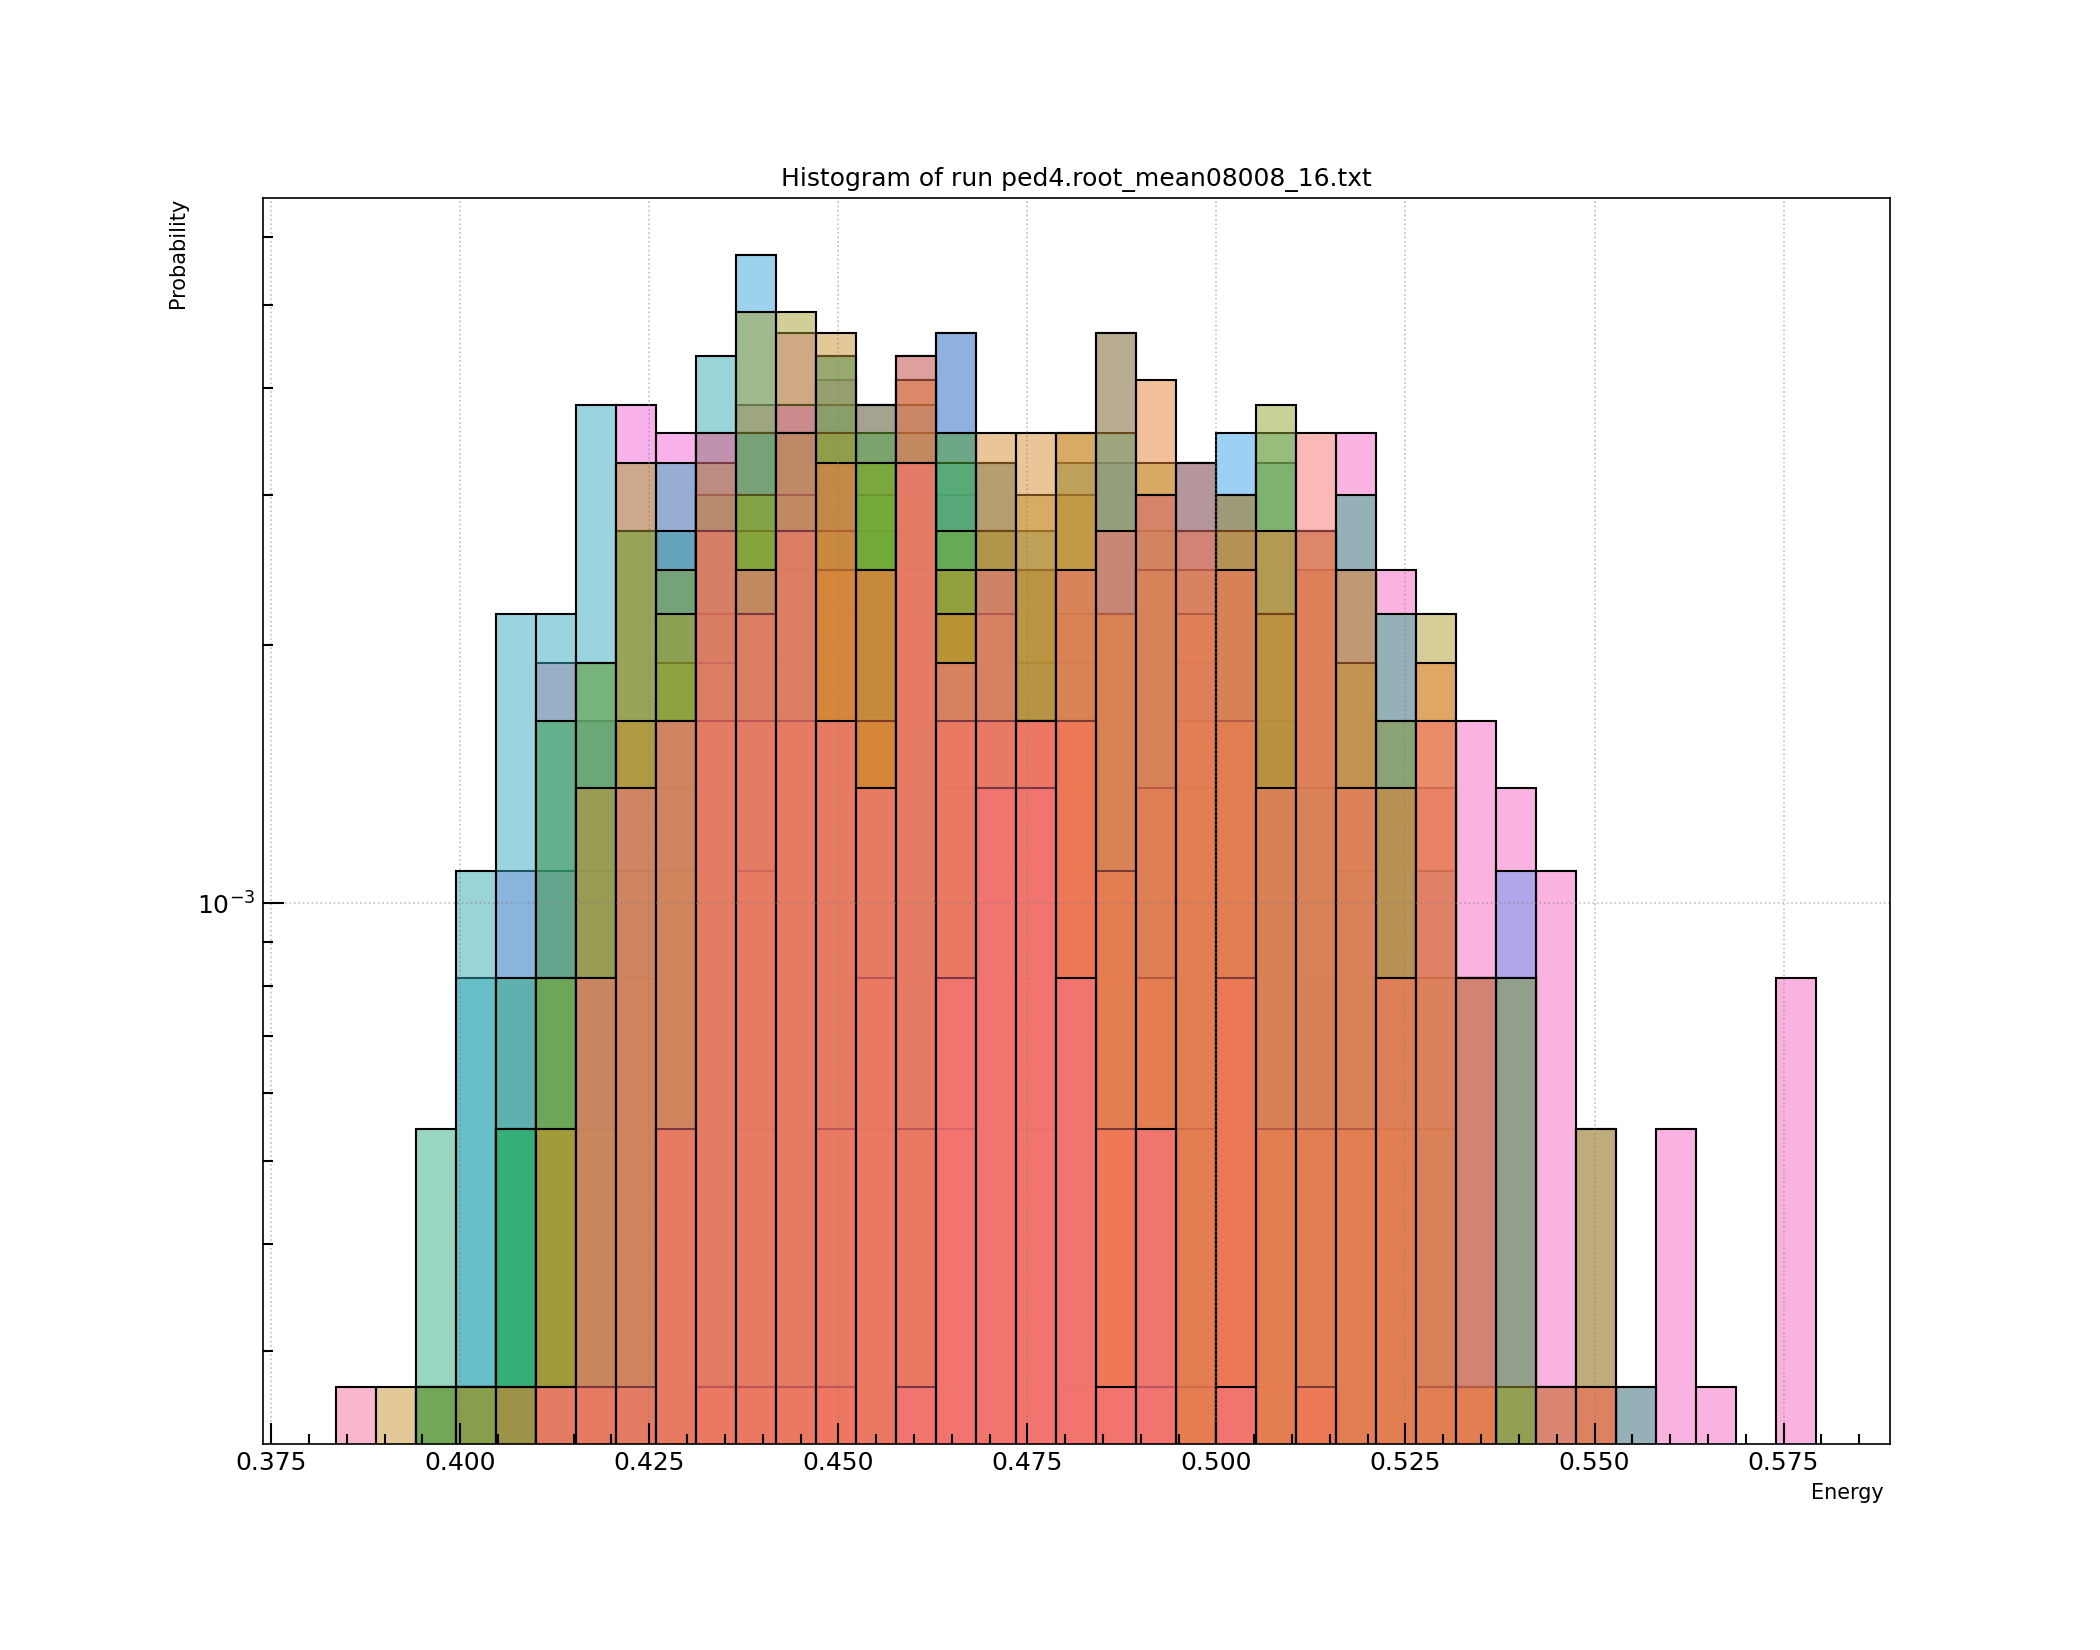 Histogram of run ped4.root_mean08008_16.txt
Probability
10⁻³
0.375 0.400 0.425 0.450 0.475 0.500 0.525 0.550 0.575
Energy